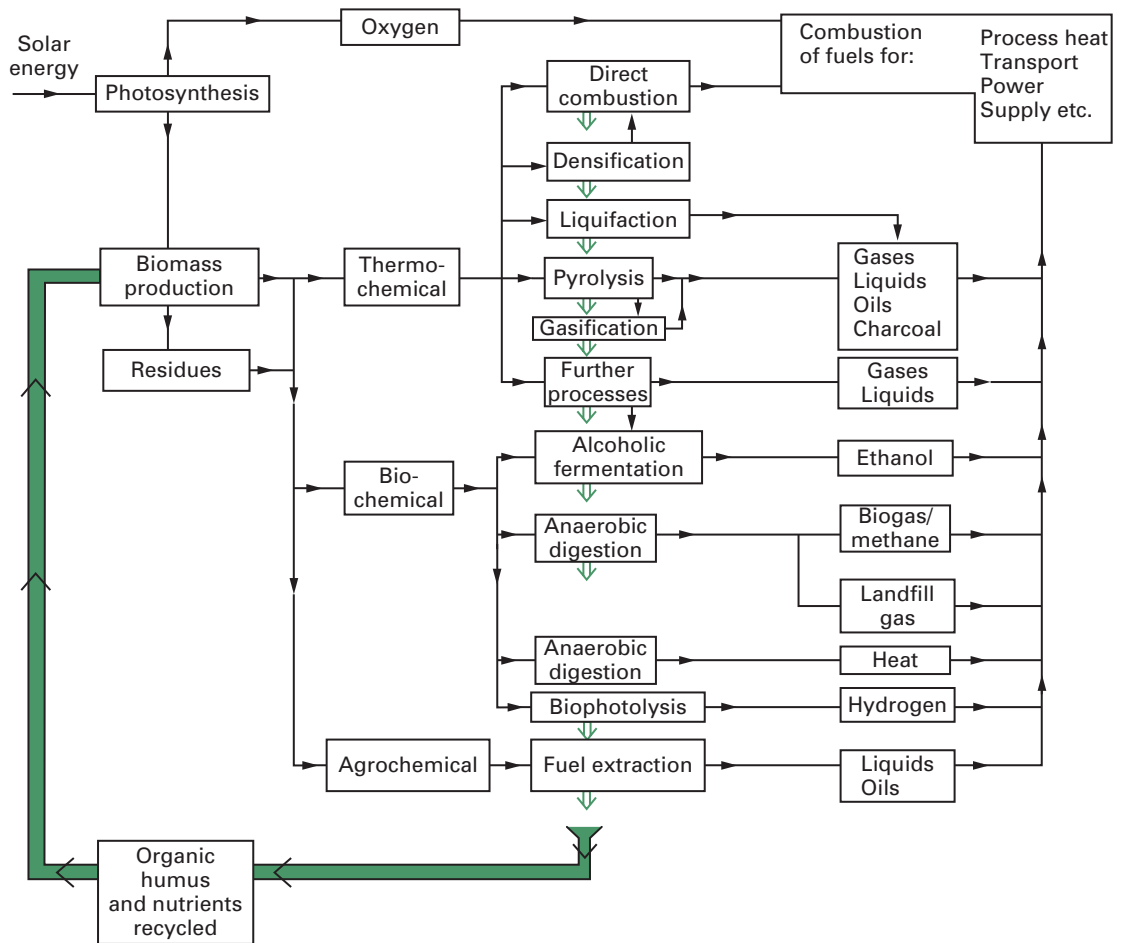 Oxygen
Solar
energy
Photosynthesis
Combustion
of fuels for:
Process heat
Transport
Power
Supply etc.
Direct
combustion
Densification
Liquifaction
Biomass
production
Thermo-
chemical
Pyrolysis
Gasification
Gases
Liquids
Oils
Charcoal
Residues
Further
processes
Gases
Liquids
Alcoholic
fermentation
Ethanol
Bio-
chemical
Anaerobic
digestion
Biogas/
methane
Landfill
gas
Anaerobic
digestion
Heat
Biophotolysis
Hydrogen
Agrochemical
Fuel extraction
Liquids
Oils
Organic
humus
and nutrients
recycled